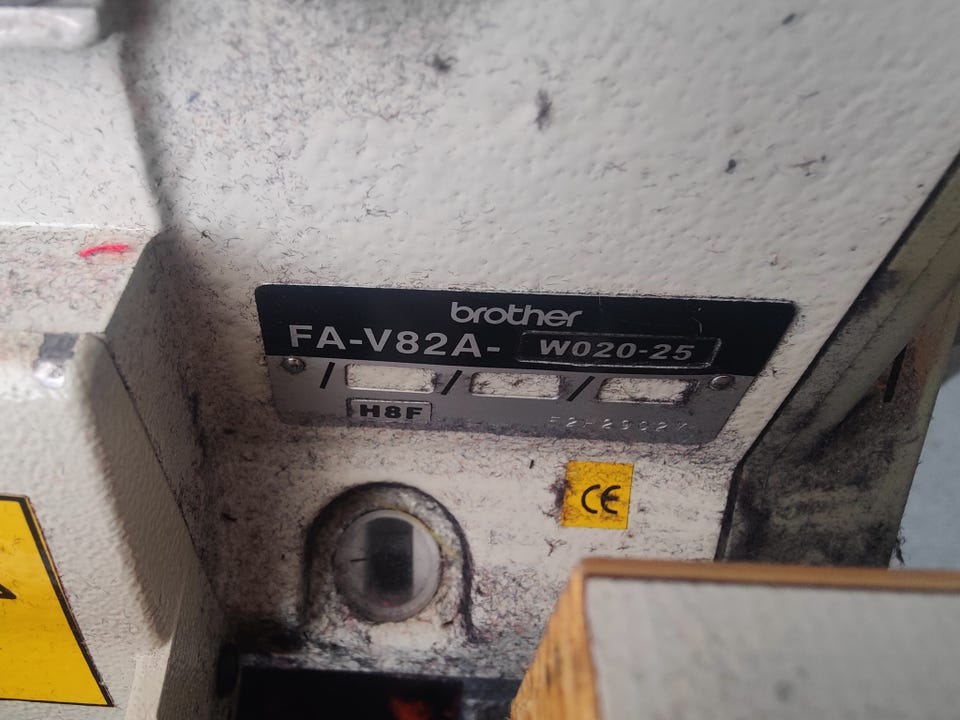 brother
FA-V82A- W020-25
/ / /
H8F
CE